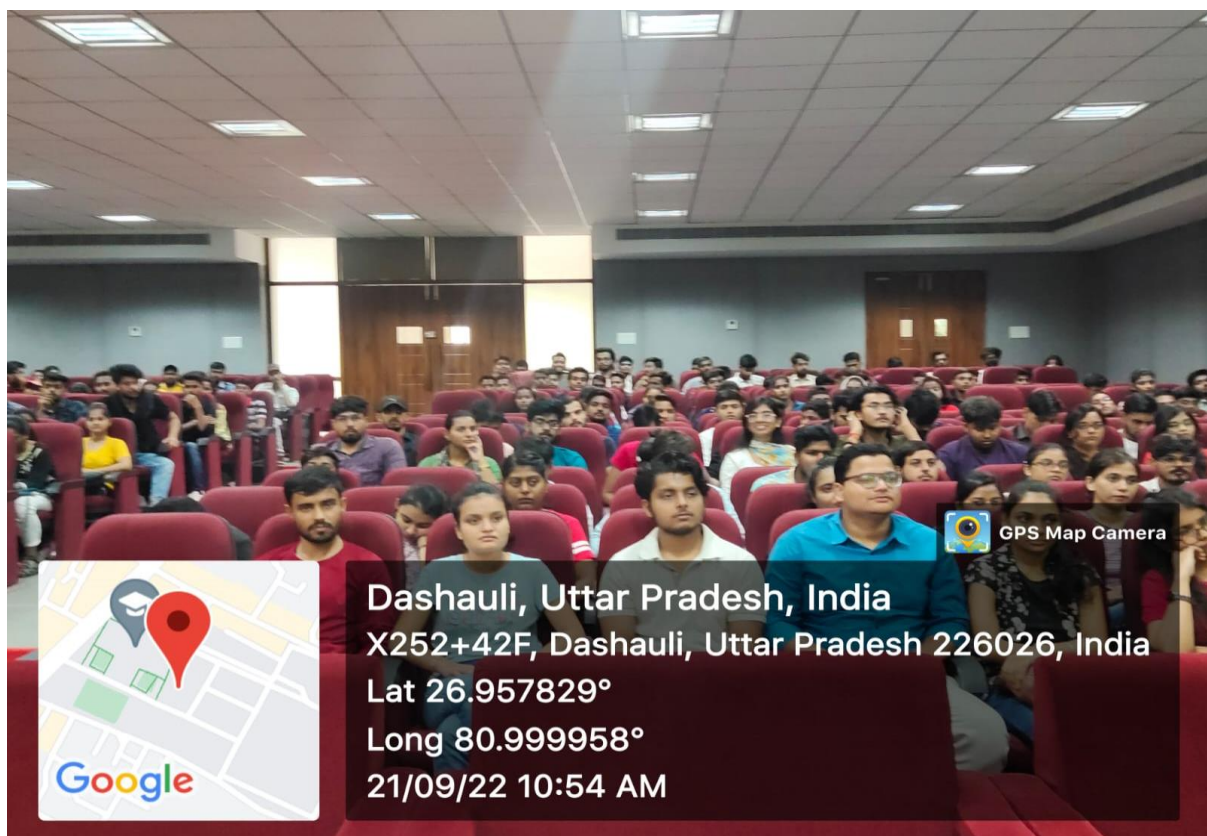 GPS Map Camera
Dashauli, Uttar Pradesh, India
X252+42F, Dashauli, Uttar Pradesh 226026, India
Lat 26.957829°
Long 80.999958°
21/09/22 10:54 AM
Google